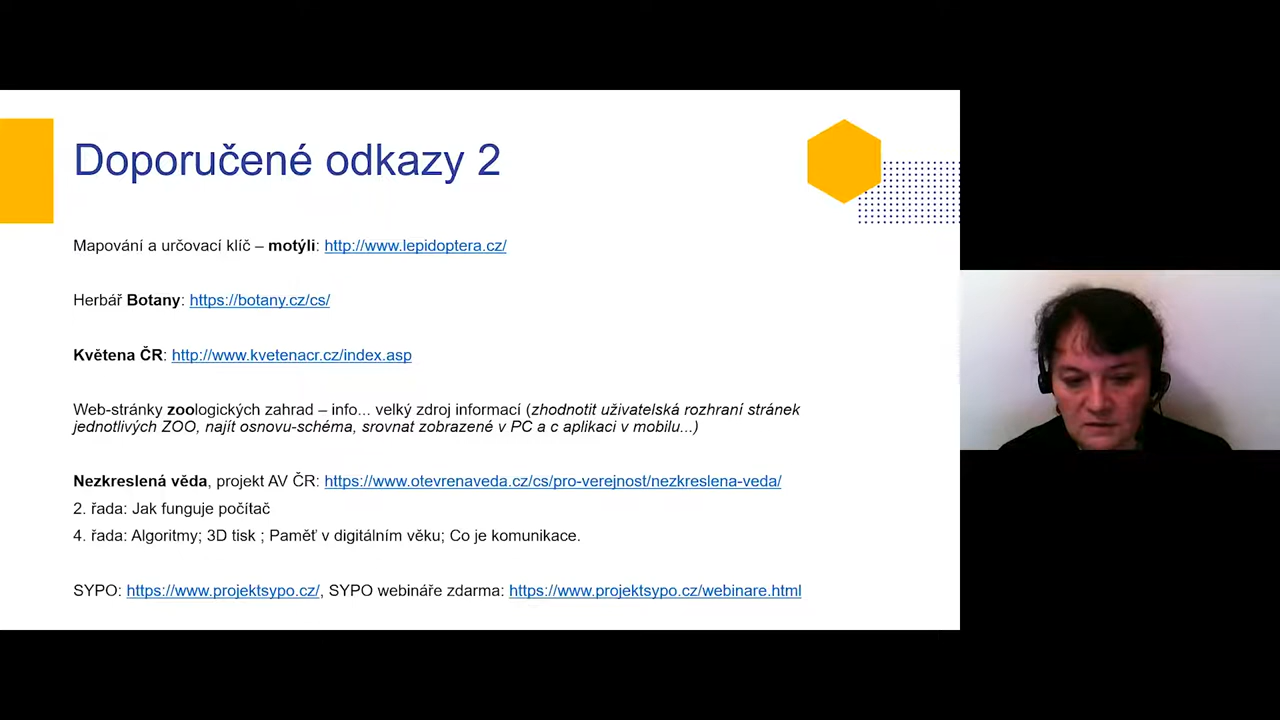 Doporučené odkazy 2
Mapování a určovací klíč – motýli: http://www.lepidoptera.cz/
Herbář Botany: https://botany.cz/cs/
Květena ČR: http://www.kvetenacr.cz/index.asp
Web-stránky zoologických zahrad – info... velký zdroj informací (zhodnotit uživatelská rozhraní stránek
jednotlivých ZOO, najít osnovu-schéma, srovnat zobrazené v PC a c aplikaci v mobilu...)
Nezkreslená věda, projekt AV ČR: https://www.otevrenaveda.cz/cs/pro-verejnost/nezkreslena-veda/
2. řada: Jak funguje počítač
4. řada: Algoritmy; 3D tisk ; Paměť v digitálním věku; Co je komunikace.
SYPO: https://www.projektsypo.cz/, SYPO webináře zdarma: https://www.projektsypo.cz/webinare.html